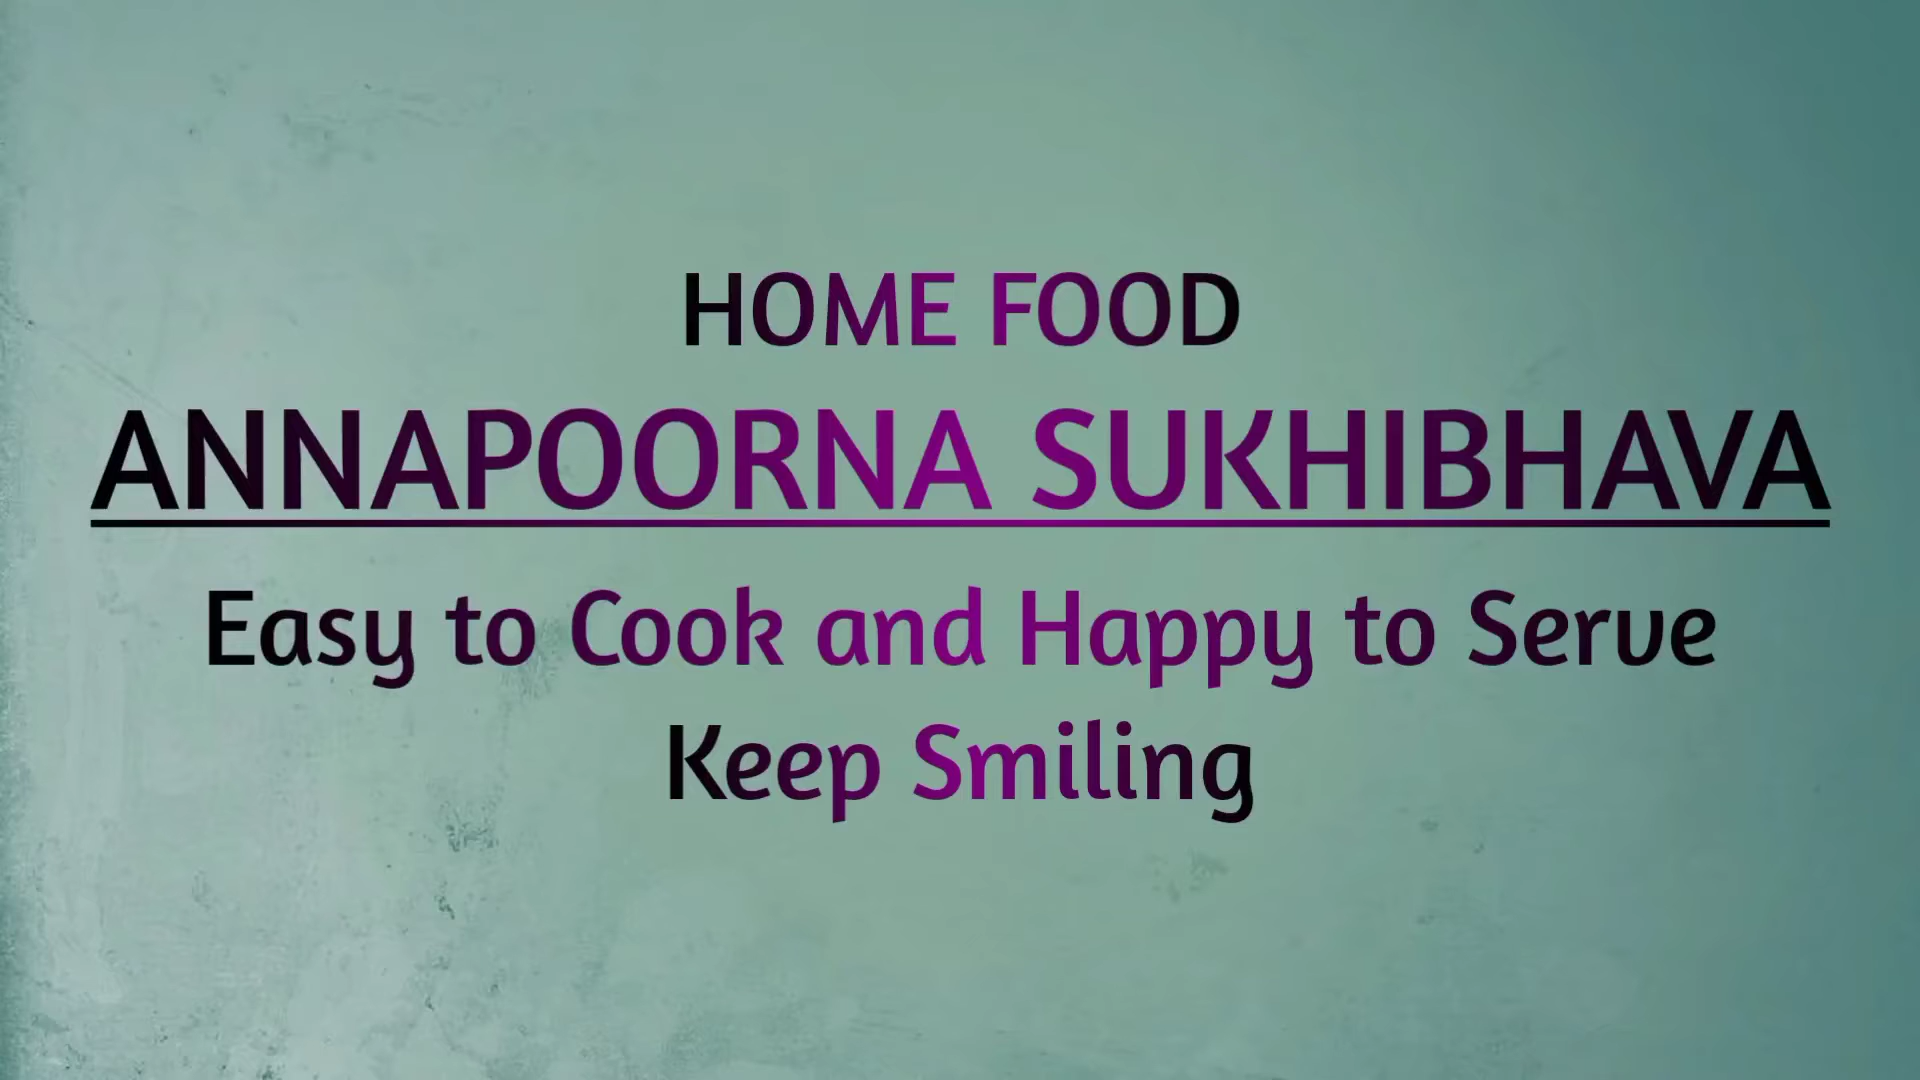 HOME FOOD
ANNAPOORNA SUKHIBHAVA
Easy to Cook and Happy to Serve
Keep Smiling